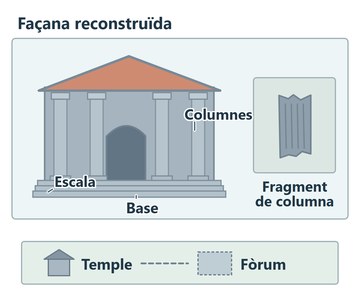 Façana reconstruïda
Columnes
Escala
Base
Fragment
de columna
Temple
Fòrum